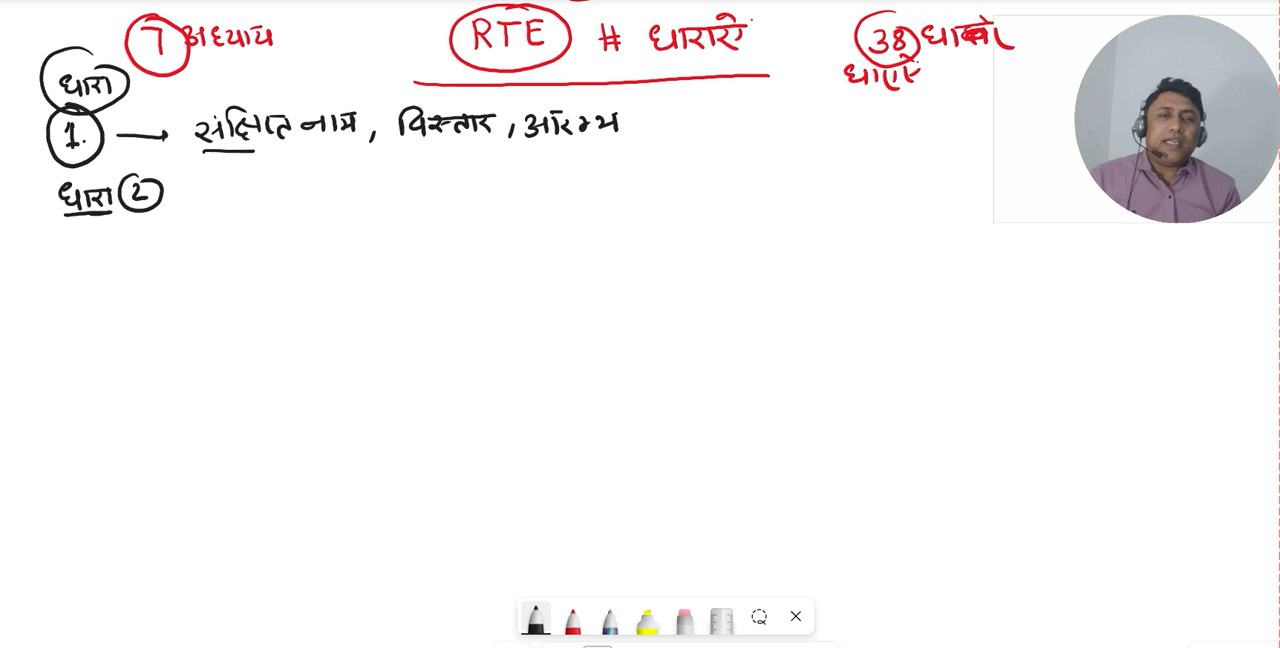 7 अध्याय RTE # धाराऐ 38
धाराऐं
धारा
1. → संक्षिप्त नाम, विस्तार, आरम्भ
धारा 2